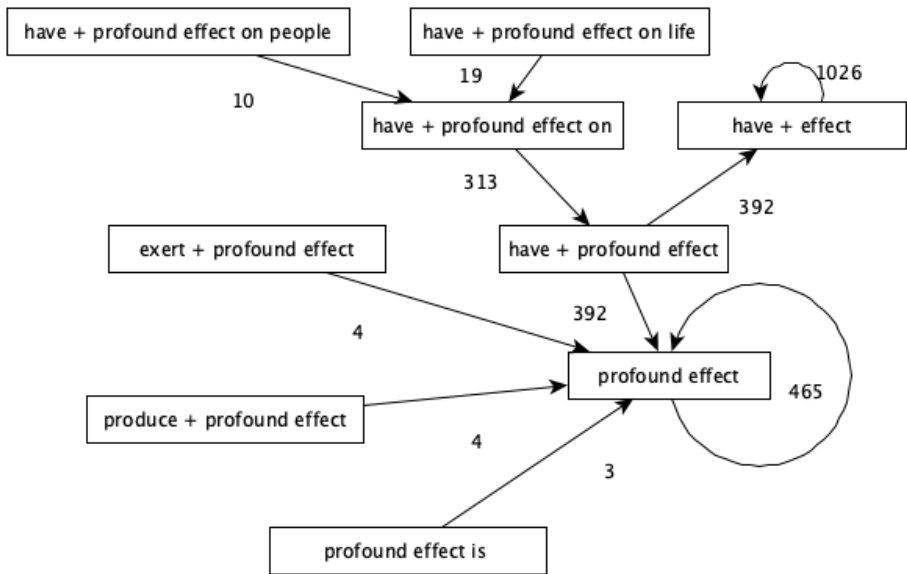 have + profound effect on people
have + profound effect on life
19
1026
10
have + profound effect on
have + effect
313
392
exert + profound effect
have + profound effect
392
4
profound effect
465
produce + profound effect
4
3
profound effect is